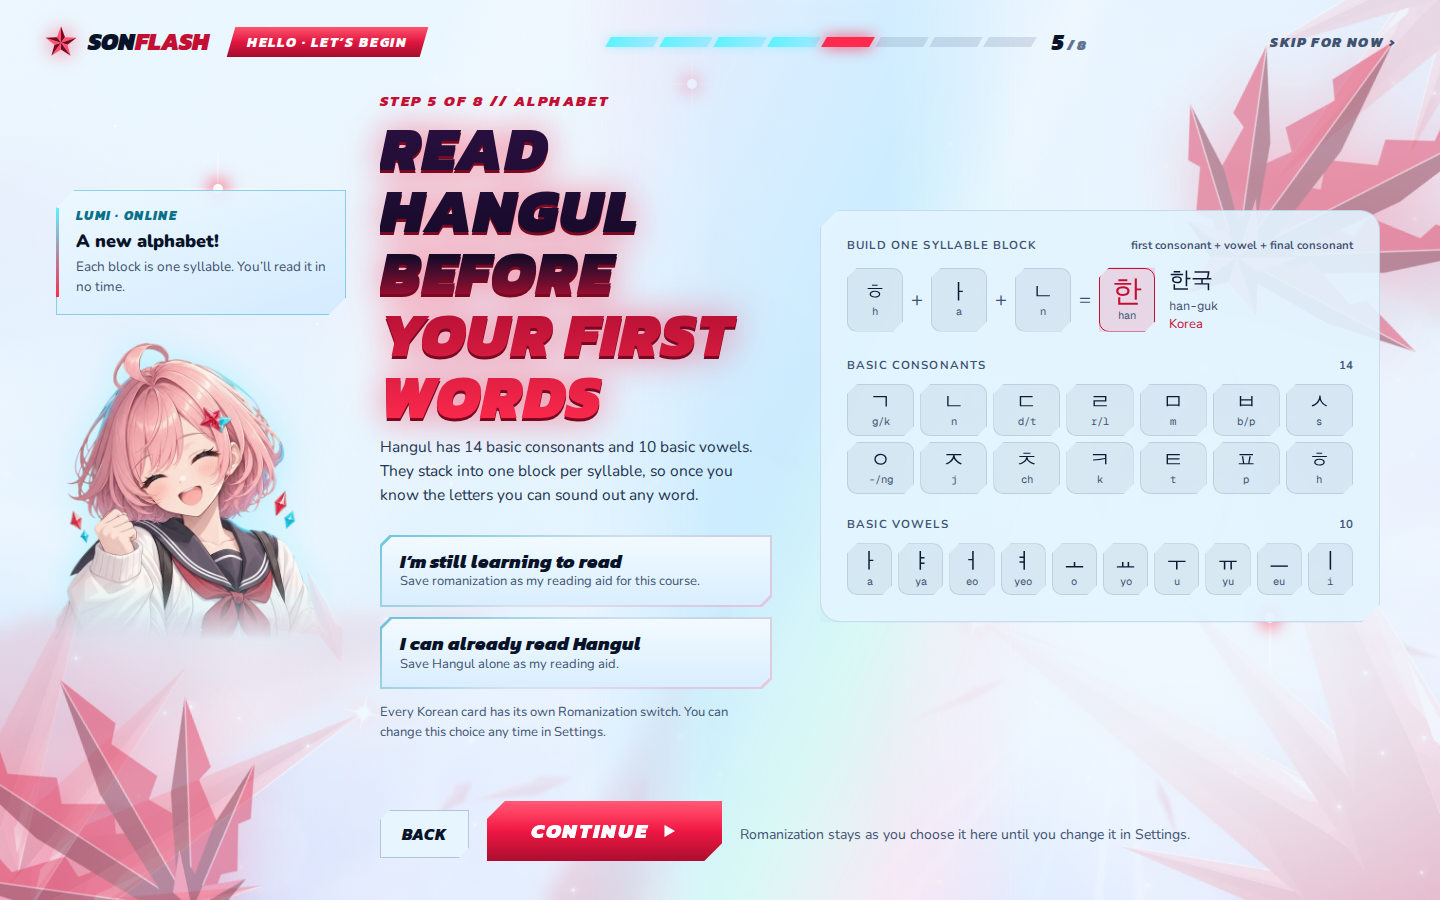 SONFLASH
HELLO · LET'S BEGIN
5 / 8
SKIP FOR NOW ›
STEP 5 OF 8 // ALPHABET
READ
HANGUL
BEFORE
YOUR FIRST
WORDS
Hangul has 14 basic consonants and 10 basic vowels.
They stack into one block per syllable, so once you
know the letters you can sound out any word.
LUMI · ONLINE
A new alphabet!
Each block is one syllable. You'll read it in
no time.
I'm still learning to read
Save romanization as my reading aid for this course.
I can already read Hangul
Save Hangul alone as my reading aid.
Every Korean card has its own Romanization switch. You can
change this choice any time in Settings.
BUILD ONE SYLLABLE BLOCK
first consonant + vowel + final consonant
ㅎ + ㅏ + ㄴ = 한 한국
h a n han han-guk
Korea
BASIC CONSONANTS 14
ㄱ ㄴ ㄷ ㄹ ㅁ ㅂ ㅅ
g/k n d/t r/l m b/p s
ㅇ ㅈ ㅊ ㅋ ㅌ ㅍ ㅎ
-/ng j ch k t p h
BASIC VOWELS 10
ㅏ ㅑ ㅓ ㅕ ㅗ ㅛ ㅜ ㅠ ㅡ ㅣ
a ya eo yeo o yo u yu eu i
BACK
CONTINUE ▶
Romanization stays as you choose it here until you change it in Settings.